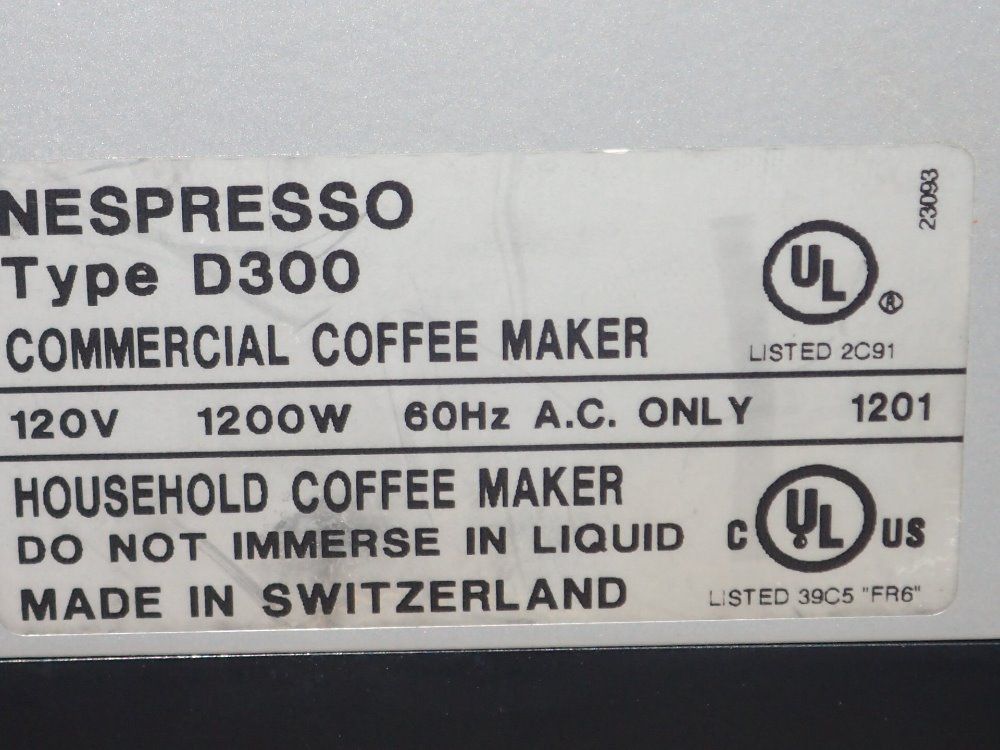 23093
NESPRESSO
Type D300
UL ®
COMMERCIAL COFFEE MAKER
LISTED 2C91
120V 1200W 60Hz A.C. ONLY 1201
HOUSEHOLD COFFEE MAKER
DO NOT IMMERSE IN LIQUID
C UL US
MADE IN SWITZERLAND
LISTED 39C5 "FR6"